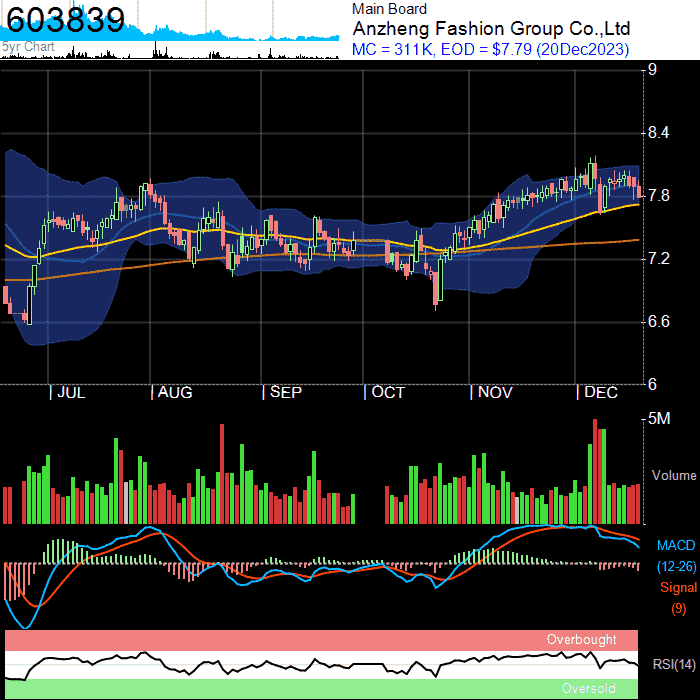 603839
5yr Chart
Main Board
Anzheng Fashion Group Co.,Ltd
MC = 311K, EOD = $7.79 (20Dec2023)
9
8.4
7.8
7.2
6.6
6
| JUL | AUG | SEP | OCT | NOV | DEC
5M
Volume
MACD
(12-26)
Signal
(9)
Overbought
RSI(14)
Oversold